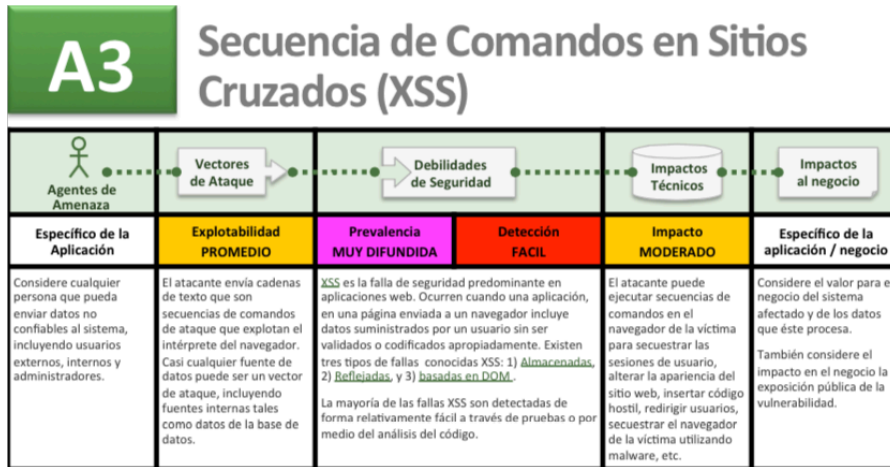 A3
Secuencia de Comandos en Sitios
Cruzados (XSS)
Agentes de
Amenaza
Vectores
de Ataque
Debilidades
de Seguridad
Impactos
Técnicos
Impactos
al negocio
Específico de la
Aplicación
Explotabilidad
PROMEDIO
Prevalencia
MUY DIFUNDIDA
Detección
FACIL
Impacto
MODERADO
Específico de la
aplicación / negocio
Considere cualquier
persona que pueda
enviar datos no
confiables al sistema,
incluyendo usuarios
externos, internos y
administradores.
El atacante envía cadenas
de texto que son
secuencias de comandos
de ataque que explotan el
intérprete del navegador.
Casi cualquier fuente de
datos puede ser un vector
de ataque, incluyendo
fuentes internas tales
como datos de la base de
datos.
XSS es la falla de seguridad predominante en
aplicaciones web. Ocurren cuando una aplicación,
en una página enviada a un navegador incluye
datos suministrados por un usuario sin ser
validados o codificados apropiadamente. Existen
tres tipos de fallas conocidas XSS: 1) Almacenadas,
2) Reflejadas, y 3) basadas en DOM .
La mayoría de las fallas XSS son detectadas de
forma relativamente fácil a través de pruebas o por
medio del análisis del código.
El atacante puede
ejecutar secuencias de
comandos en el
navegador de la víctima
para secuestrar las
sesiones de usuario,
alterar la apariencia del
sitio web, insertar código
hostil, redirigir usuarios,
secuestrar el navegador
de la víctima utilizando
malware, etc.
Considere el valor para e
negocio del sistema
afectado y de los datos
que éste procesa.
También considere el
impacto en el negocio la
exposición pública de la
vulnerabilidad.